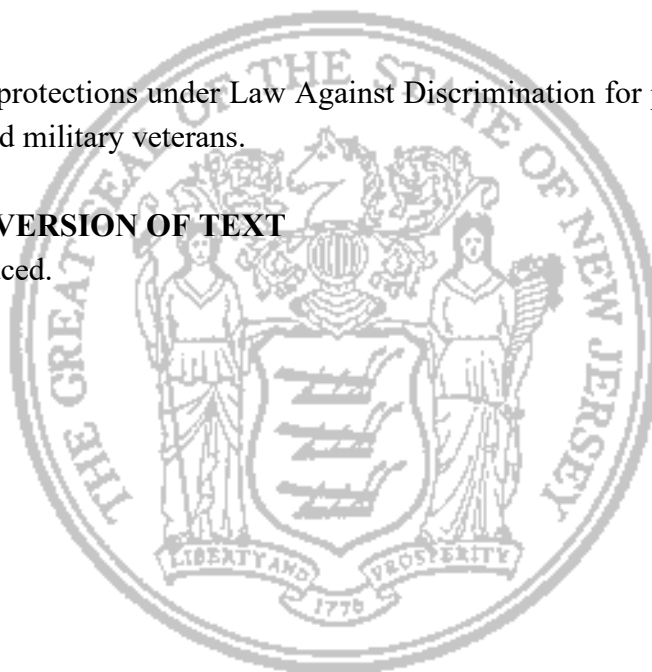 protections under Law Against Discrimination for
d military veterans.
VERSION OF TEXT
THE GREAT SEAL OF THE STATE OF NEW JERSEY
LIBERTY AND PROSPERITY
1776